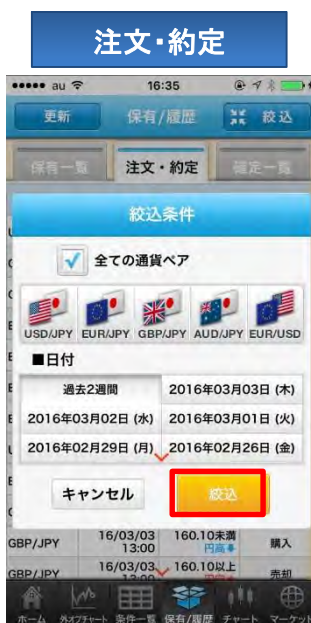 注文・約定
au 16:35
更新 保有/履歴 絞込
保有一覧 注文・約定 確定一覧
絞込条件
全ての通貨ペア
USD/JPY EUR/JPY GBP/JPY AUD/JPY EUR/USD
■日付
過去2週間 2016年03月03日 (木)
2016年03月02日 (水) 2016年03月01日 (火)
2016年02月29日 (月) 2016年02月26日 (金)
キャンセル 絞込
GBP/JPY 16/03/03 13:00 160.10未満 円高 購入
GBP/JPY 16/03/03 13:00 160.10以上 売却
ホーム 外オプチャート 条件一覧 保有/履歴 チャート マーケット